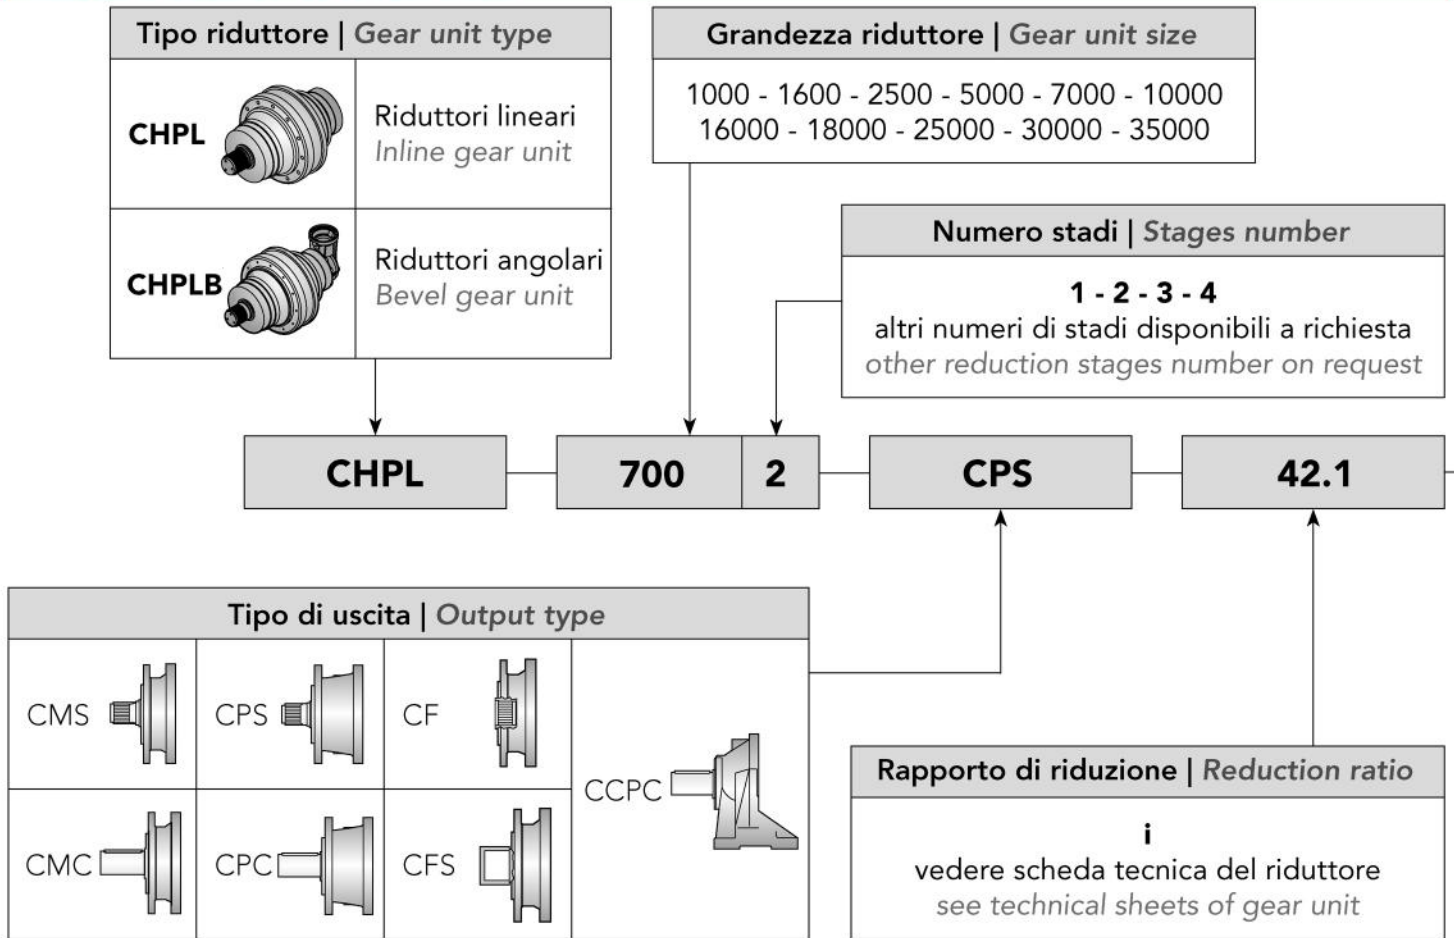 Tipo riduttore | Gear unit type
CHPL
Riduttori lineari
Inline gear unit
CHPLB
Riduttori angolari
Bevel gear unit
Grandezza riduttore | Gear unit size
1000 - 1600 - 2500 - 5000 - 7000 - 10000
16000 - 18000 - 25000 - 30000 - 35000
Numero stadi | Stages number
1 - 2 - 3 - 4
altri numeri di stadi disponibili a richiesta
other reduction stages number on request
CHPL
700
2
CPS
42.1
Tipo di uscita | Output type
CMS
CPS
CF
CCPC
CMC
CPC
CFS
Rapporto di riduzione | Reduction ratio
i
vedere scheda tecnica del riduttore
see technical sheets of gear unit